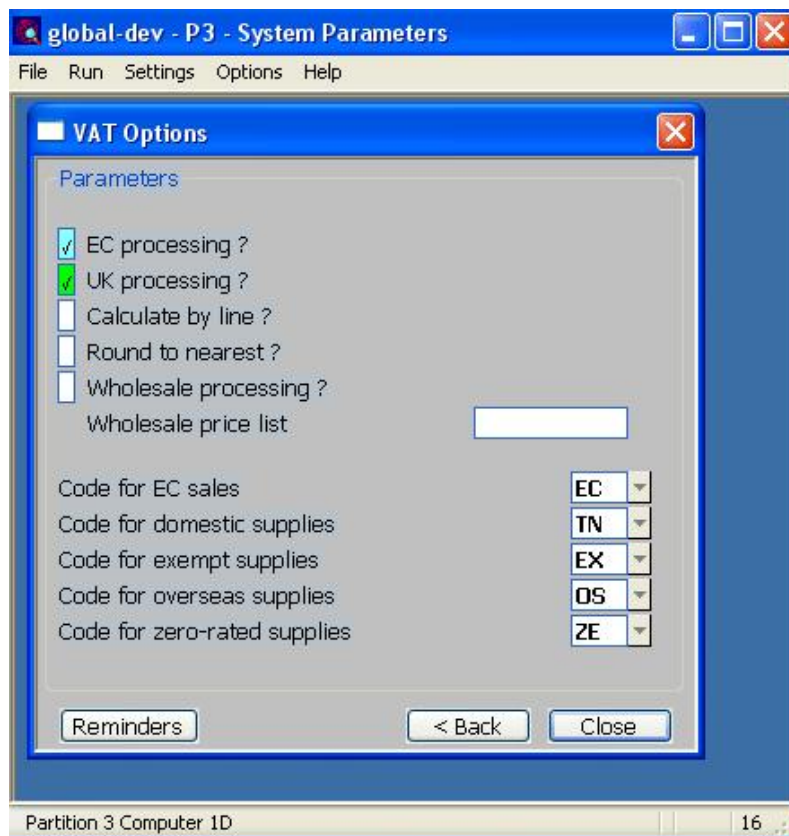 global-dev - P3 - System Parameters
File Run Settings Options Help
VAT Options
Parameters
EC processing ?
UK processing ?
Calculate by line ?
Round to nearest ?
Wholesale processing ?
Wholesale price list
Code for EC sales EC
Code for domestic supplies TN
Code for exempt supplies EX
Code for overseas supplies OS
Code for zero-rated supplies ZE
Reminders < Back Close
Partition 3 Computer 1D 16